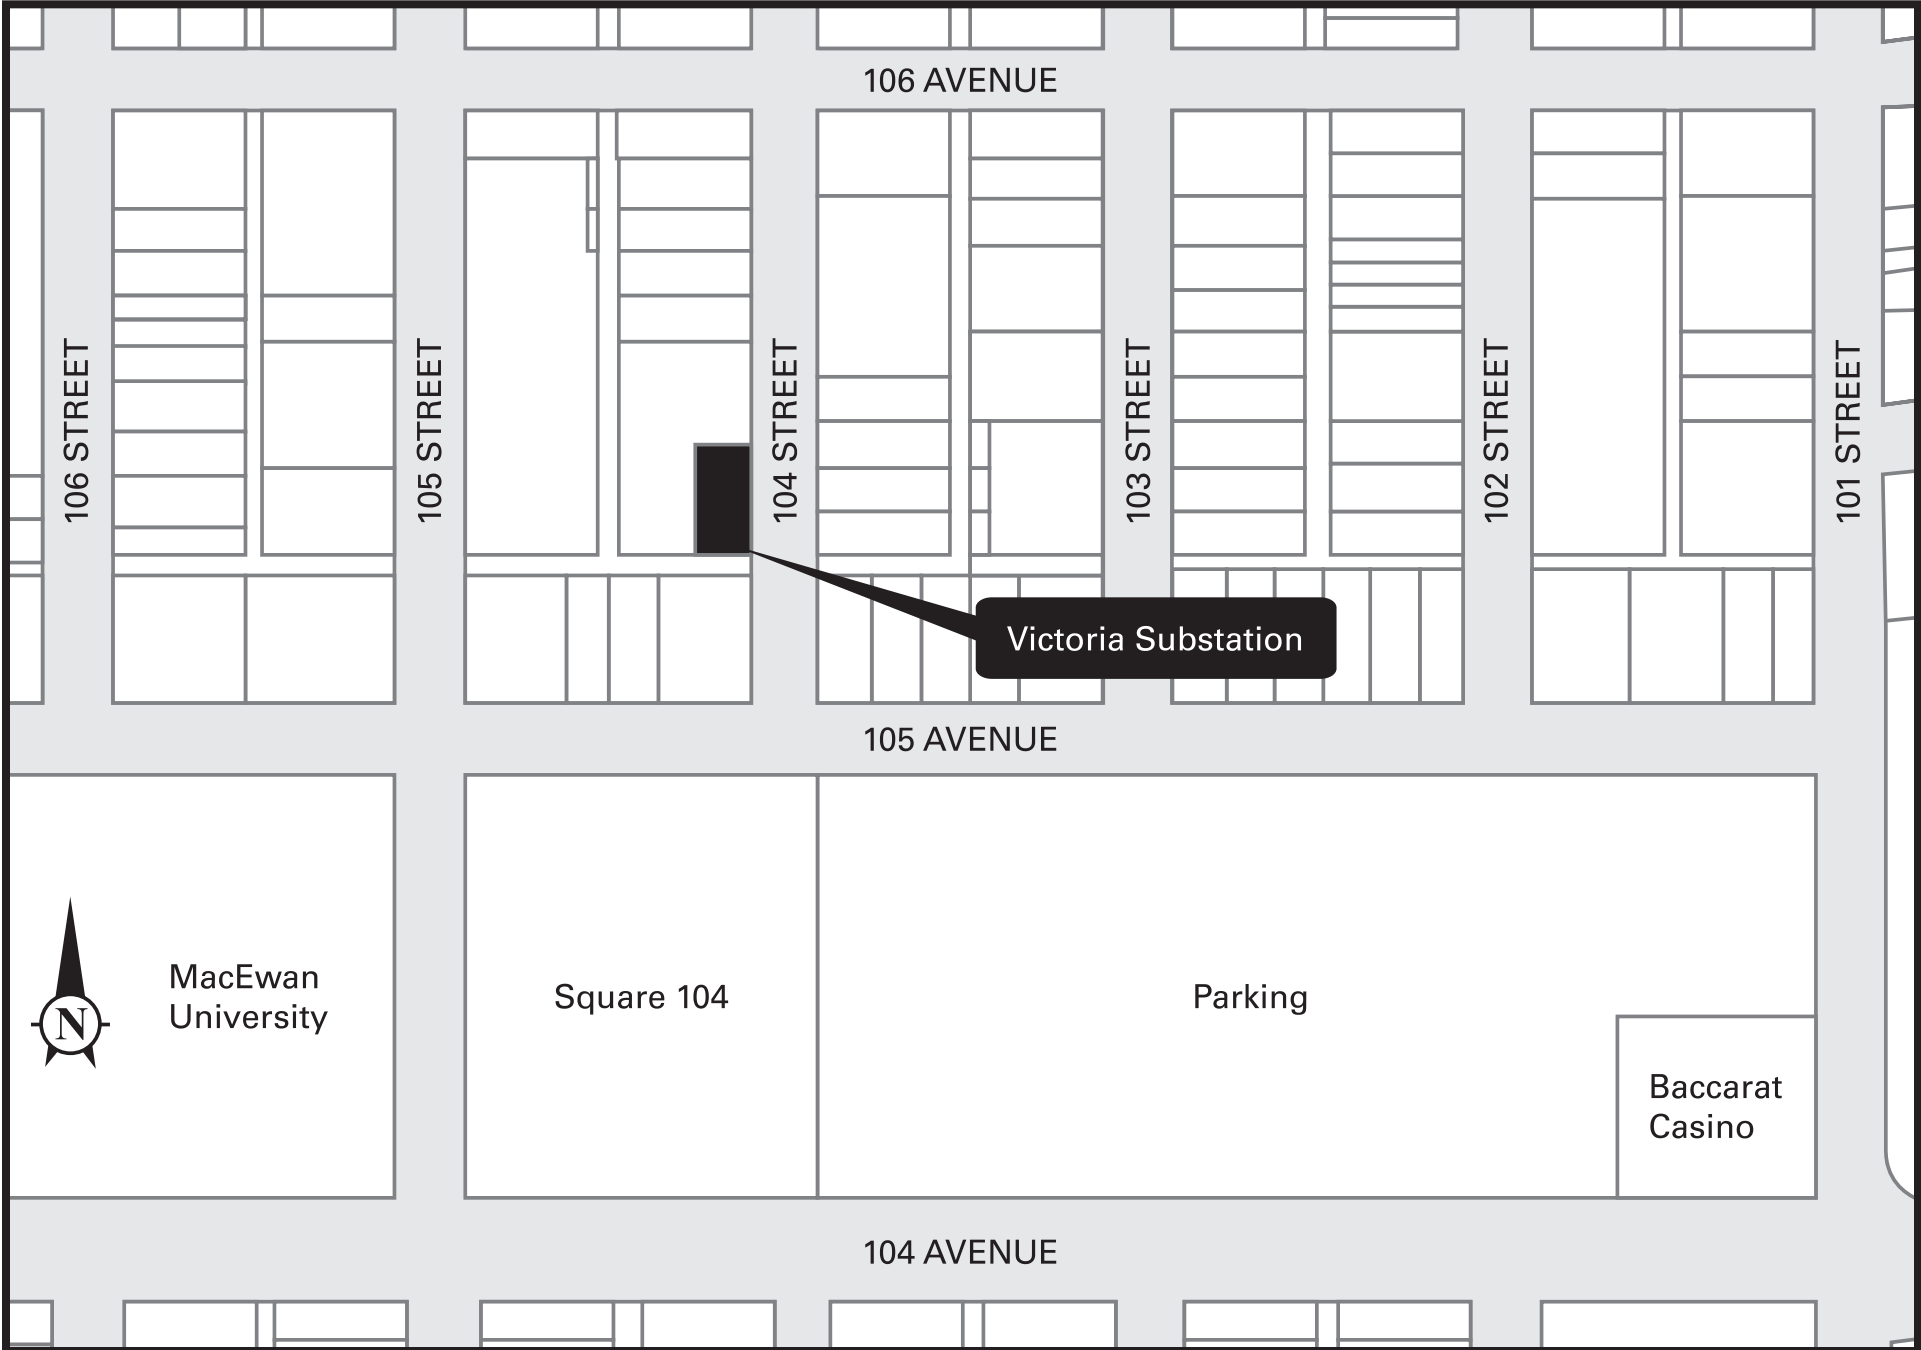 106 AVENUE
106 STREET
105 STREET
104 STREET
103 STREET
102 STREET
101 STREET
Victoria Substation
105 AVENUE
MacEwan
University
Square 104
Parking
Baccarat
Casino
N
104 AVENUE